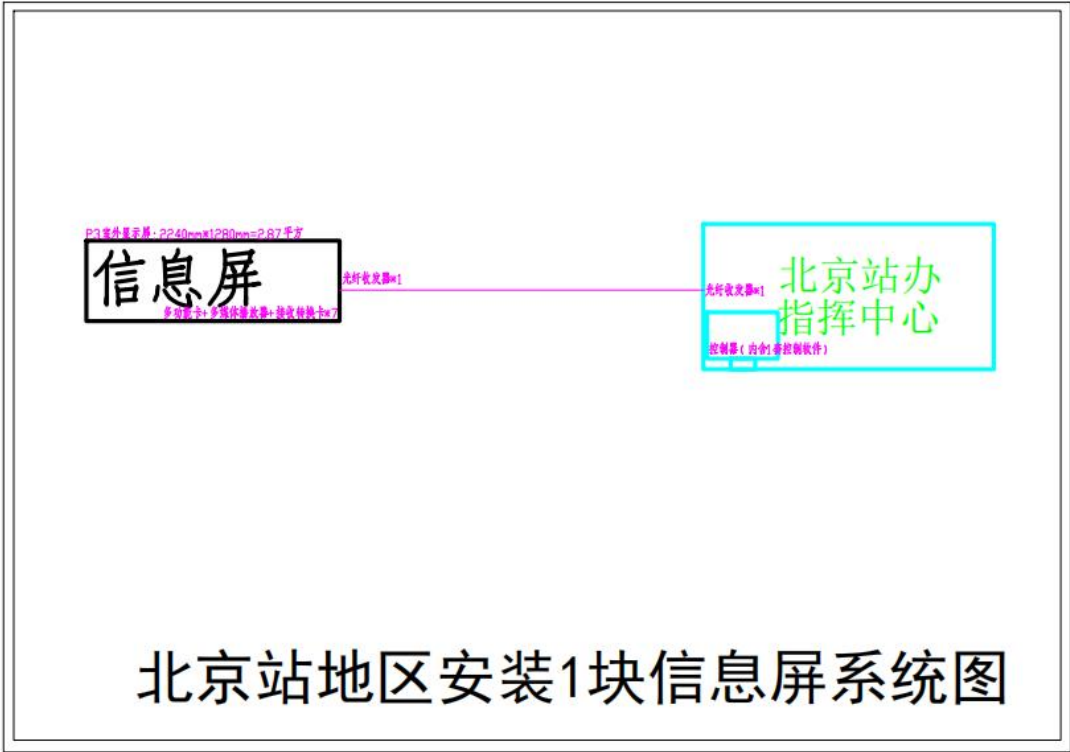 P3室外显示屏：2240mm*1280mm=2.87平方
信息屏
多功能卡+多媒体播放器+接收转换卡*7
光纤收发器*1
光纤收发器*1
北京站办
指挥中心
控制器(内含1套控制软件)
北京站地区安装1块信息屏系统图